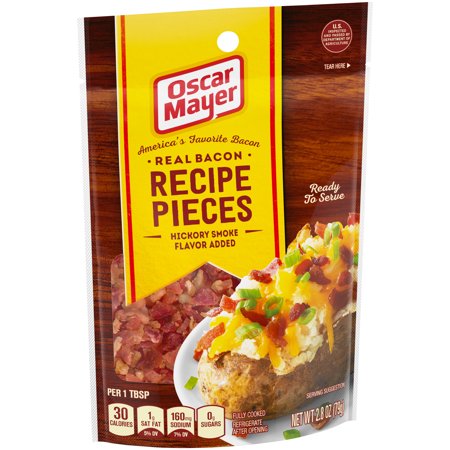 U.S.
INSPECTED
AND PASSED BY
DEPARTMENT OF
AGRICULTURE
TEAR HERE
Oscar
Mayer
America's Favorite Bacon
REAL BACON
RECIPE
PIECES
HICKORY SMOKE
FLAVOR ADDED
Ready
To Serve
PER 1 TBSP
30
CALORIES
1g
SAT FAT
5% DV
160mg
SODIUM
7% DV
0g
SUGARS
SERVING SUGGESTION
FULLY COOKED
REFRIGERATE
AFTER OPENING
NET WT 2.8 OZ (79g)